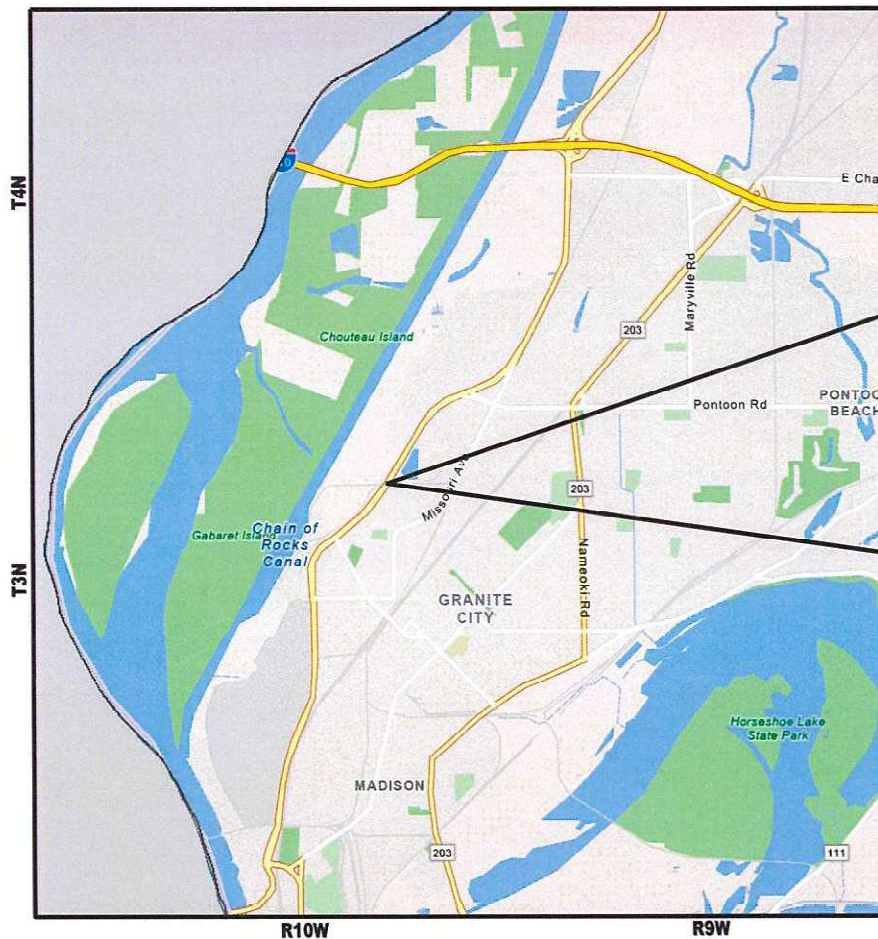 T4N
E Cha
Maryville Rd
203
Chouteau Island
PONTOO
BEACH
Pontoon Rd
Missouri Ave
203
Gabaret Island
Chain of
Rocks
Canal
Nameoki Rd
T3N
GRANITE
CITY
Horseshoe Lake
State Park
MADISON
203
111
R10W
R9W